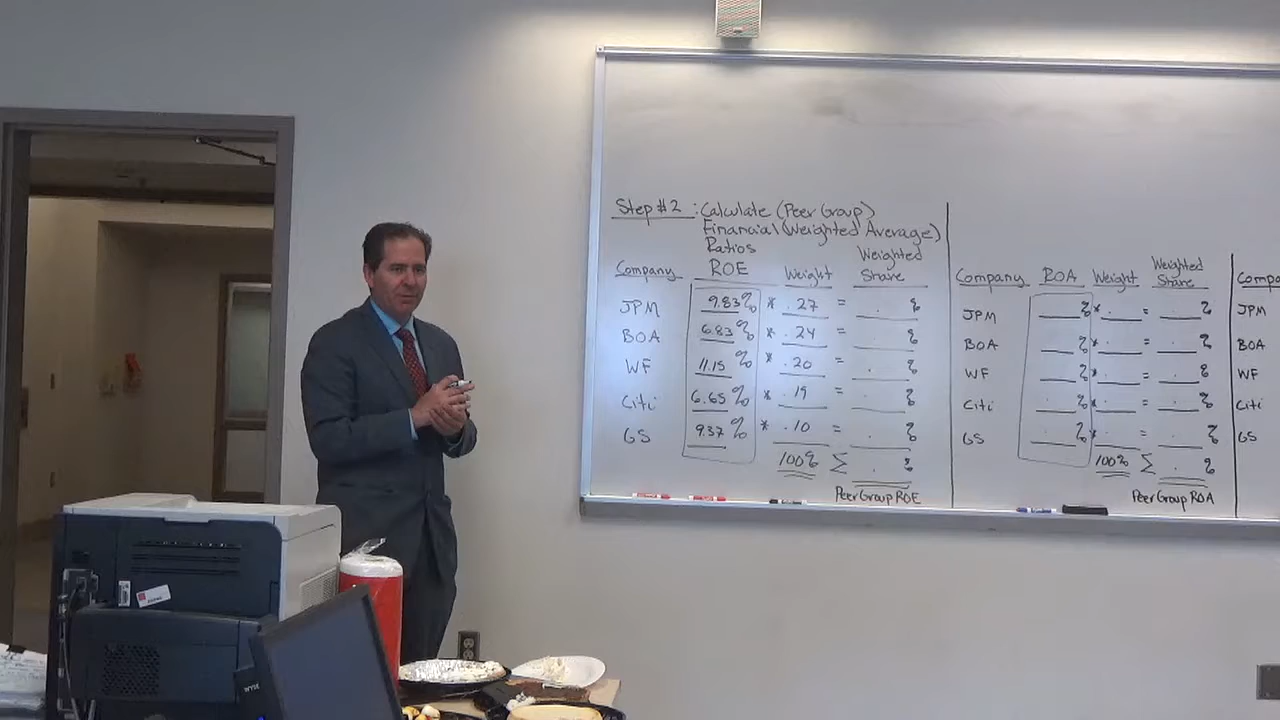 Step #2 : Calculate (Peer Group)
Financial (Weighted Average)
Ratios
Company ROE Weight Weighted Share
JPM 9.83% * .27 = . %
BOA 6.83% * .24 = . %
WF 11.15% * .20 = . %
Citi 6.65% * .19 = . %
GS 9.37% * .10 = . %
100% Σ . %
Peer Group ROE
Company ROA Weight Weighted Share
JPM % * . = . %
BOA % * . = . %
WF % * . = . %
Citi . % * . = . %
GS . % * . = . %
100% Σ . %
Peer Group ROA
JPM
BOA
WF
Citi
GS
WYSE